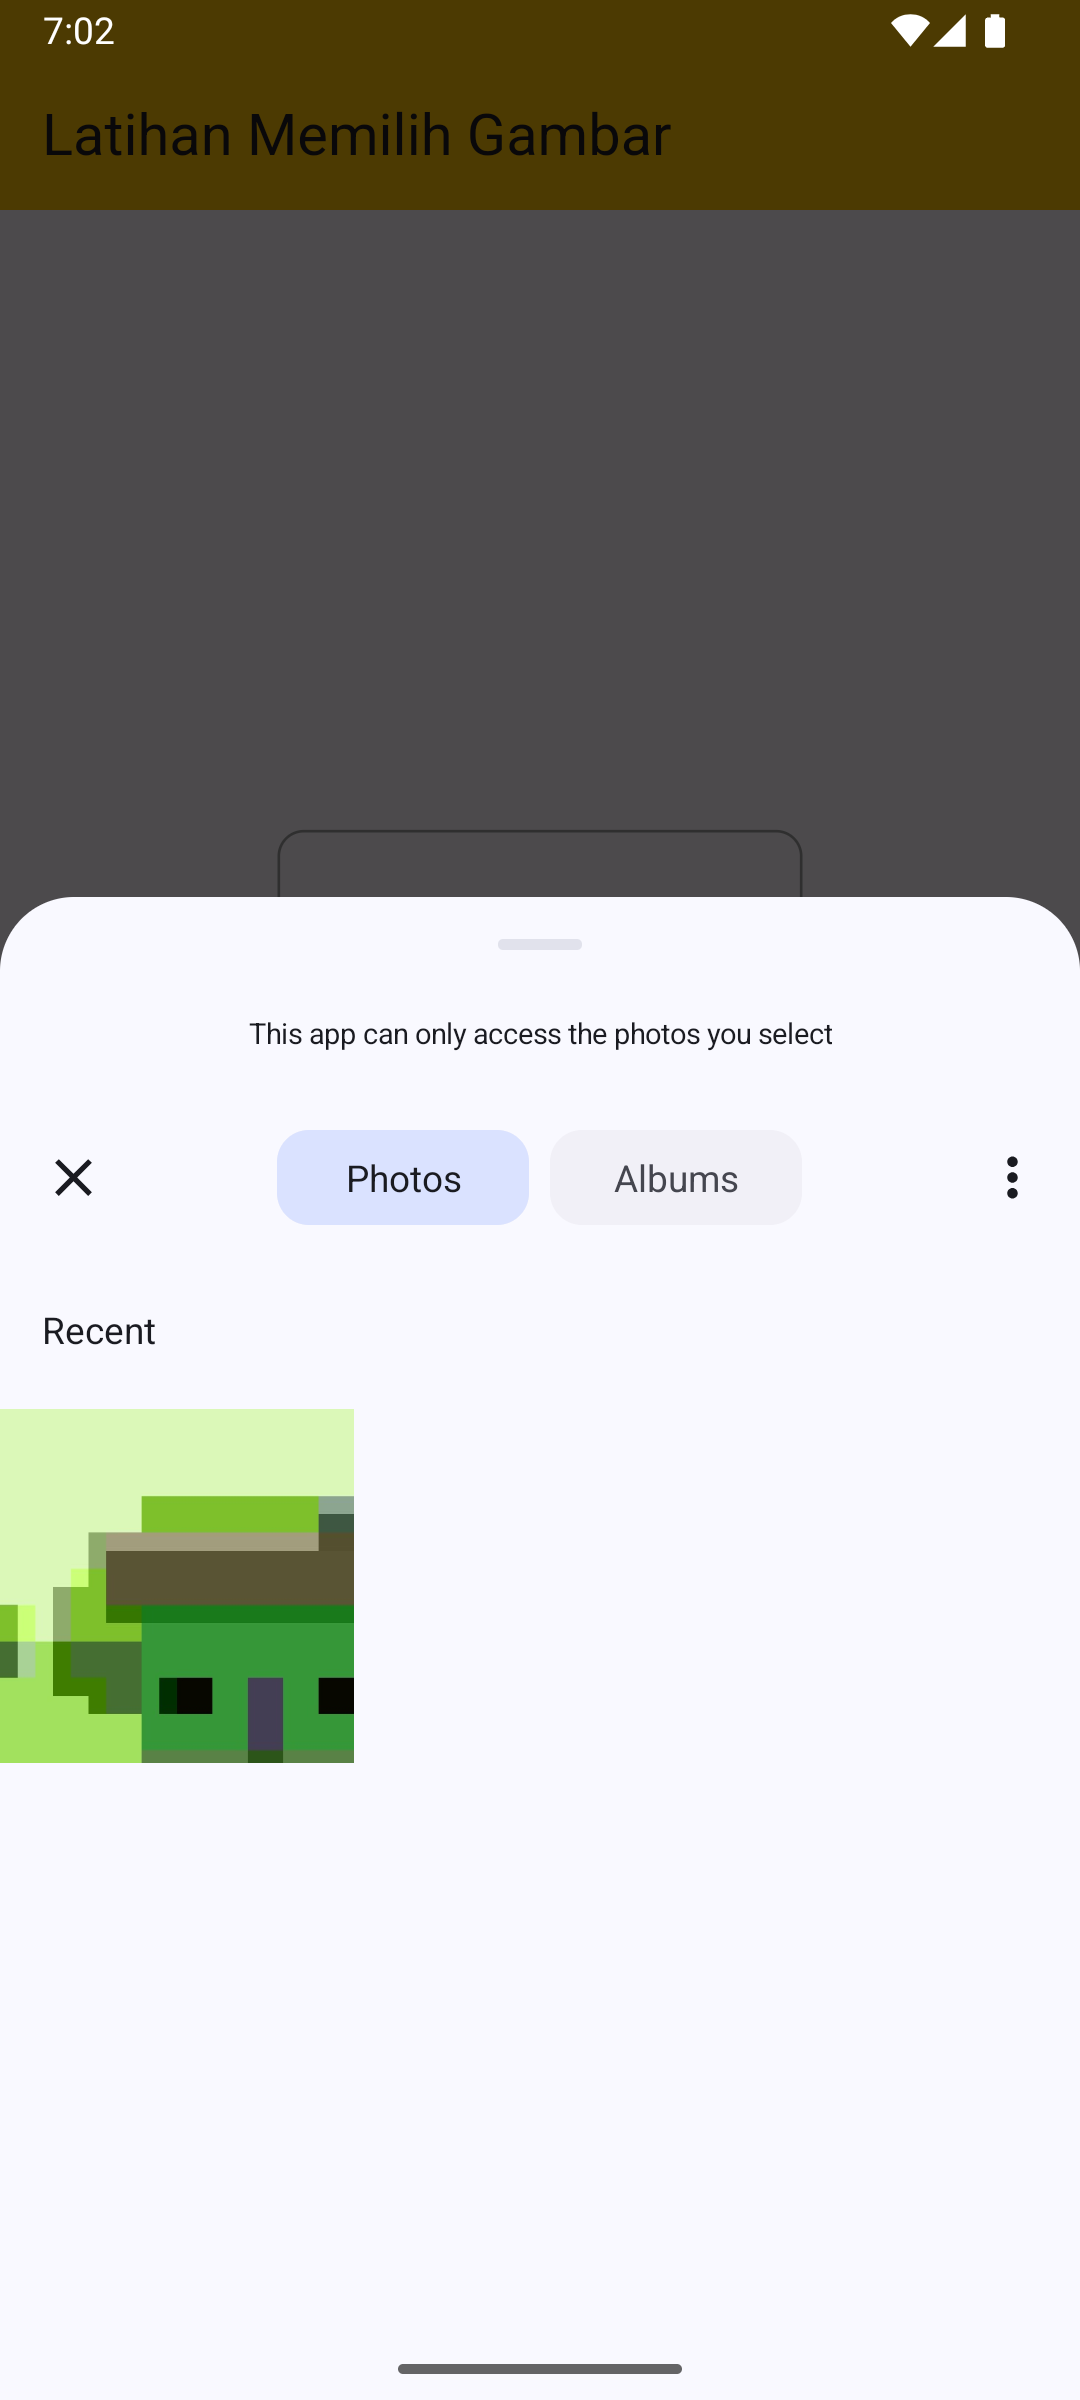 7:02
Latihan Memilih Gambar
This app can only access the photos you select
Photos
Albums
Recent